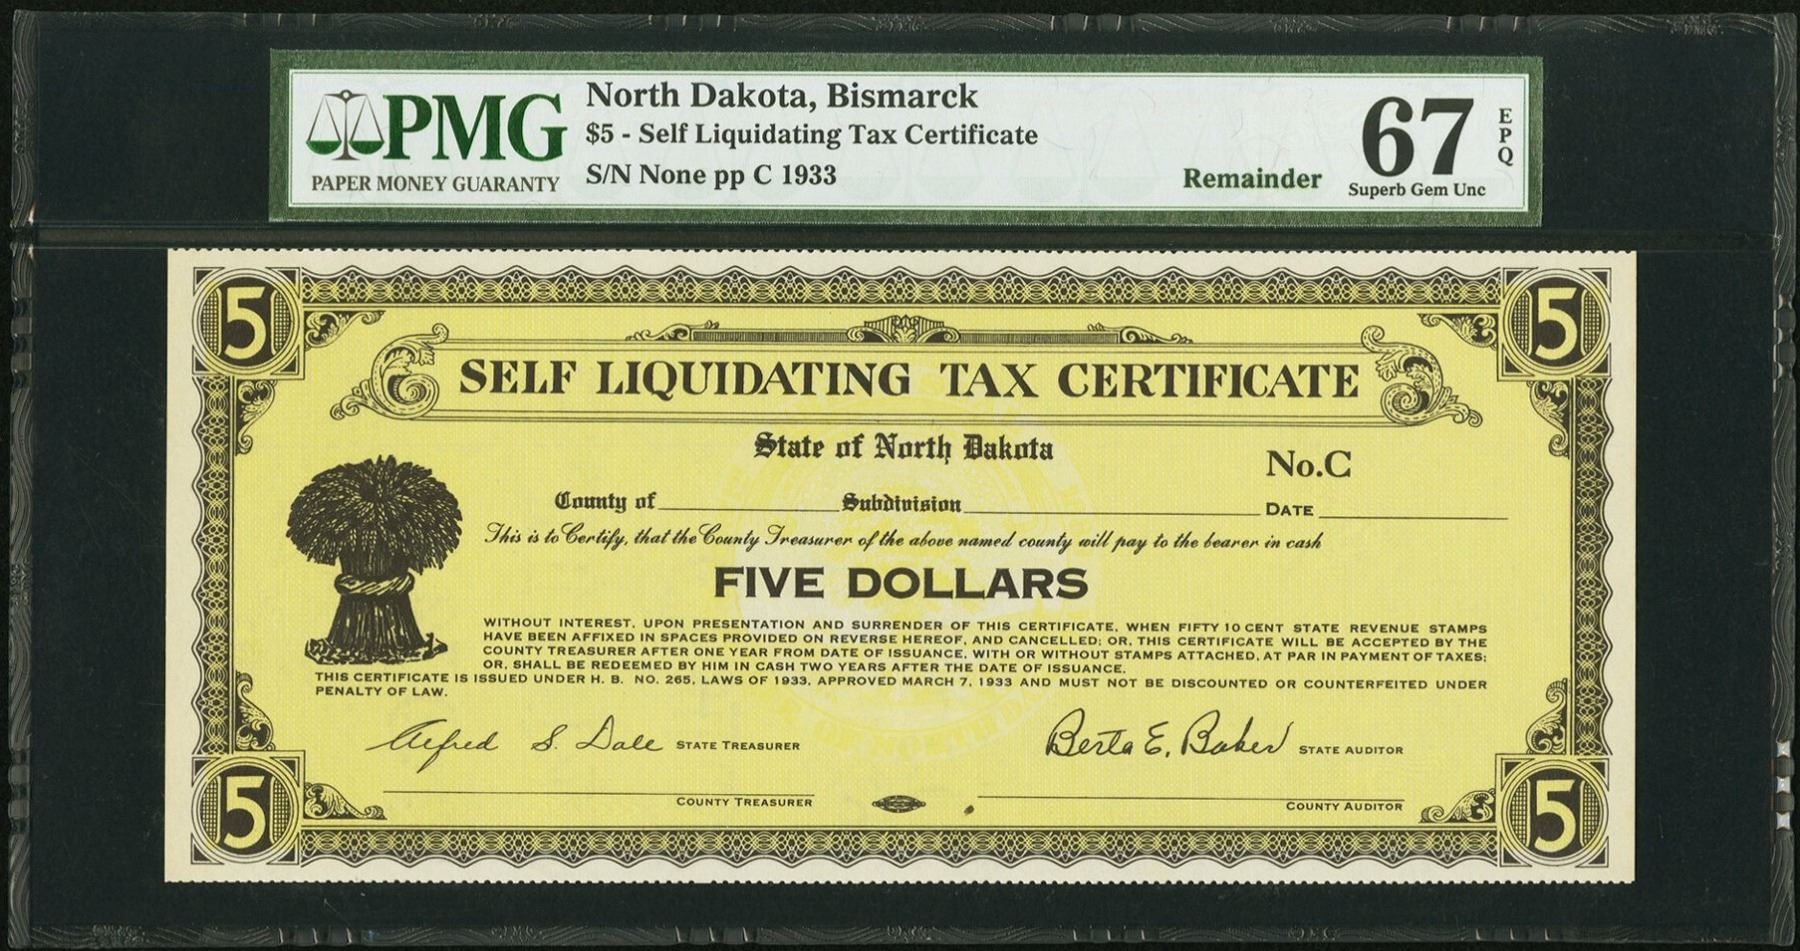 PMG
PAPER MONEY GUARANTY
North Dakota, Bismarck
$5 - Self Liquidating Tax Certificate
S/N None pp C 1933
Remainder
67
EPQ
Superb Gem Unc
5
5
SELF LIQUIDATING TAX CERTIFICATE
State of North Dakota
No.C
County of Subdivision DATE
This is to Certify, that the County Treasurer of the above named county will pay to the bearer in cash
FIVE DOLLARS
WITHOUT INTEREST, UPON PRESENTATION AND SURRENDER OF THIS CERTIFICATE, WHEN FIFTY 10 CENT STATE REVENUE STAMPS
HAVE BEEN AFFIXED IN SPACES PROVIDED ON REVERSE HEREOF, AND CANCELLED; OR, THIS CERTIFICATE WILL BE ACCEPTED BY THE
COUNTY TREASURER AFTER ONE YEAR FROM DATE OF ISSUANCE, WITH OR WITHOUT STAMPS ATTACHED, AT PAR IN PAYMENT OF TAXES;
OR, SHALL BE REDEEMED BY HIM IN CASH TWO YEARS AFTER THE DATE OF ISSUANCE.
THIS CERTIFICATE IS ISSUED UNDER H. B. NO. 265, LAWS OF 1933, APPROVED MARCH 7, 1933 AND MUST NOT BE DISCOUNTED OR COUNTERFEITED UNDER
PENALTY OF LAW.
Alfred S. Dale STATE TREASURER
Berta E. Baker STATE AUDITOR
COUNTY TREASURER
COUNTY AUDITOR
5
5